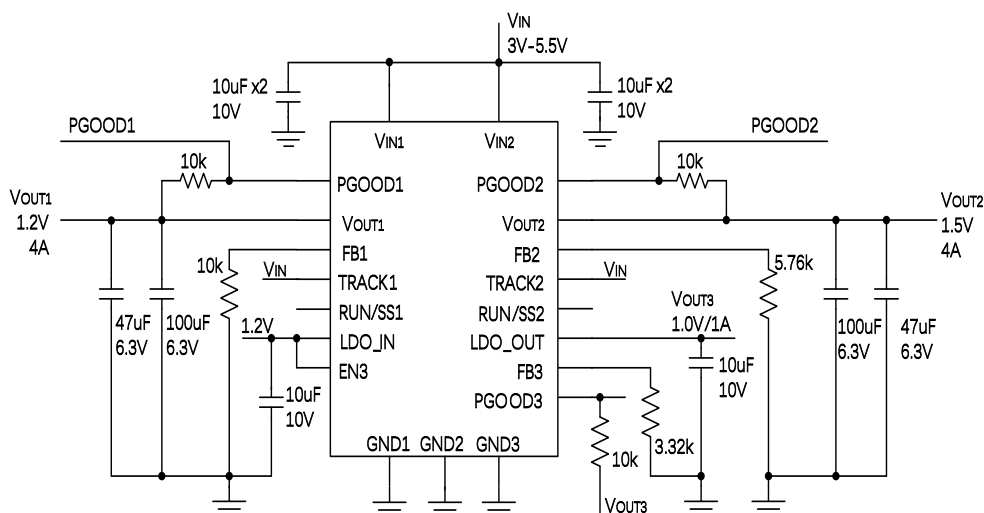 VIN
3V-5.5V
10uF x2
10V
10uF x2
10V
PGOOD1
PGOOD2
VIN1
VIN2
10k
10k
PGOOD1
PGOOD2
VOUT1
1.2V
4A
VOUT1
VOUT2
VOUT2
1.5V
4A
FB1
FB2
10k
5.76k
VIN
TRACK1
TRACK2
VIN
RUN/SS1
RUN/SS2
47uF
6.3V
100uF
6.3V
1.2V
LDO_IN
LDO_OUT
VOUT3
1.0V/1A
100uF
6.3V
47uF
6.3V
EN3
FB3
10uF
10V
10uF
10V
PGOOD3
3.32k
10k
GND1
GND2
GND3
VOUT3